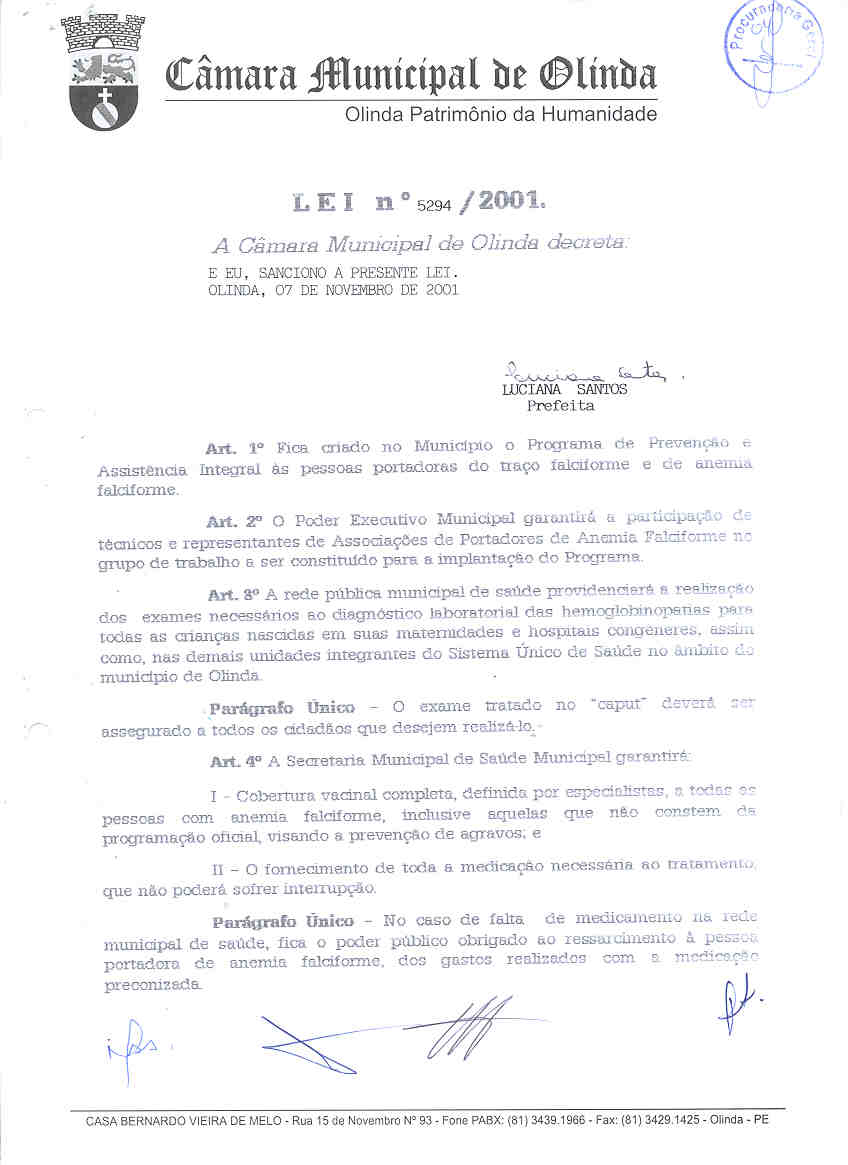 Procuradoria Geral
04
Câmara Municipal de Olinda
Olinda Patrimônio da Humanidade
LEI nº 5294 /2001.
A Câmara Municipal de Olinda decreta:
E EU, SANCIONO A PRESENTE LEI.
OLINDA, 07 DE NOVEMBRO DE 2001
Luciana Santos
LUCIANA SANTOS
Prefeita
Art. 1º Fica criado no Município o Programa de Prevenção e
Assistência Integral às pessoas portadoras do traço falciforme e de anemia
falciforme.
Art. 2º O Poder Executivo Municipal garantirá a participação de
técnicos e representantes de Associações de Portadores de Anemia Falciforme no
grupo de trabalho a ser constituído para a implantação do Programa.
Art. 3º A rede pública municipal de saúde providenciará a realização
dos exames necessários ao diagnóstico laboratorial das hemoglobinopatias para
todas as crianças nascidas em suas maternidades e hospitais congêneres, assim
como, nas demais unidades integrantes do Sistema Único de Saúde no âmbito do
município de Olinda.
Parágrafo Único - O exame tratado no "caput" deverá ser
assegurado a todos os cidadãos que desejem realizá-lo.
Art. 4º A Secretaria Municipal de Saúde Municipal garantirá:
I - Cobertura vacinal completa, definida por especialistas, a todas as
pessoas com anemia falciforme, inclusive aquelas que não constem da
programação oficial, visando a prevenção de agravos; e
II - O fornecimento de toda a medicação necessária ao tratamento,
que não poderá sofrer interrupção.
Parágrafo Único - No caso de falta de medicamento na rede
municipal de saúde, fica o poder público obrigado ao ressarcimento à pessoa
portadora de anemia falciforme, dos gastos realizados com a medicação
preconizada.
CASA BERNARDO VIEIRA DE MELO - Rua 15 de Novembro Nº 93 - Fone PABX: (81) 3439.1966 - Fax: (81) 3429.1425 - Olinda - PE